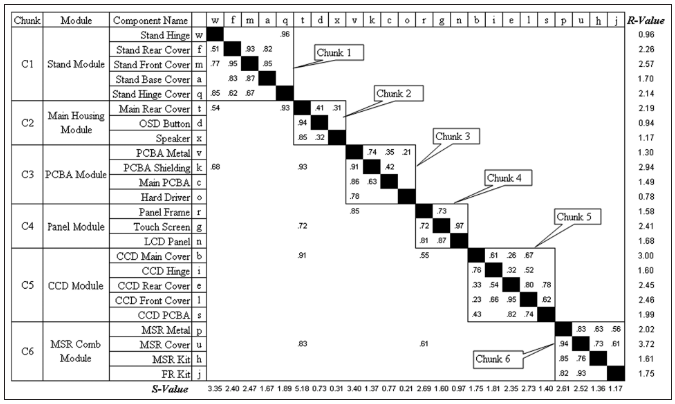 Chunk Module Component Name w f m a q t d x v k c o r g n b i e l s p u h j R-Value
C1 Stand Module
Stand Hinge w .96 0.96
Stand Rear Cover f .51 .93 .82 2.26
Stand Front Cover m .77 .95 .85 2.57
Stand Base Cover a .83 .87 1.70
Stand Hinge Cover q .85 .62 .67 2.14
Chunk 1
C2 Main Housing Module
Main Rear Cover t .54 .93 .41 .31 2.19
OSD Button d .94 0.94
Speaker x .85 .32 1.17
Chunk 2
C3 PCBA Module
PCBA Metal v .74 .35 .21 1.30
PCBA Shielding k .68 .93 .91 .42 2.94
Main PCBA c .86 .63 1.49
Hard Driver o .78 0.78
Chunk 3
C4 Panel Module
Panel Frame r .85 .73 1.58
Touch Screen g .72 .72 .97 2.41
LCD Panel n .81 .87 1.68
Chunk 4
C5 CCD Module
CCD Main Cover b .91 .55 .61 .26 .67 3.00
CCD Hinge i .76 .32 .52 1.60
CCD Rear Cover e .33 .54 .80 .78 2.45
CCD Front Cover l .23 .66 .95 .62 2.46
CCD PCBA s .43 .82 .74 1.99
Chunk 5
C6 MSR Comb Module
MSR Metal p .83 .63 .56 2.02
MSR Cover u .83 .61 .94 .73 .61 3.72
MSR Kit h .85 .76 1.61
FR Kit j .82 .93 1.75
Chunk 6
S-Value 3.35 2.40 2.47 1.67 1.89 5.18 0.73 0.31 3.40 1.37 0.77 0.21 2.69 1.60 0.97 1.75 1.81 2.35 2.73 1.40 2.61 2.52 1.36 1.17